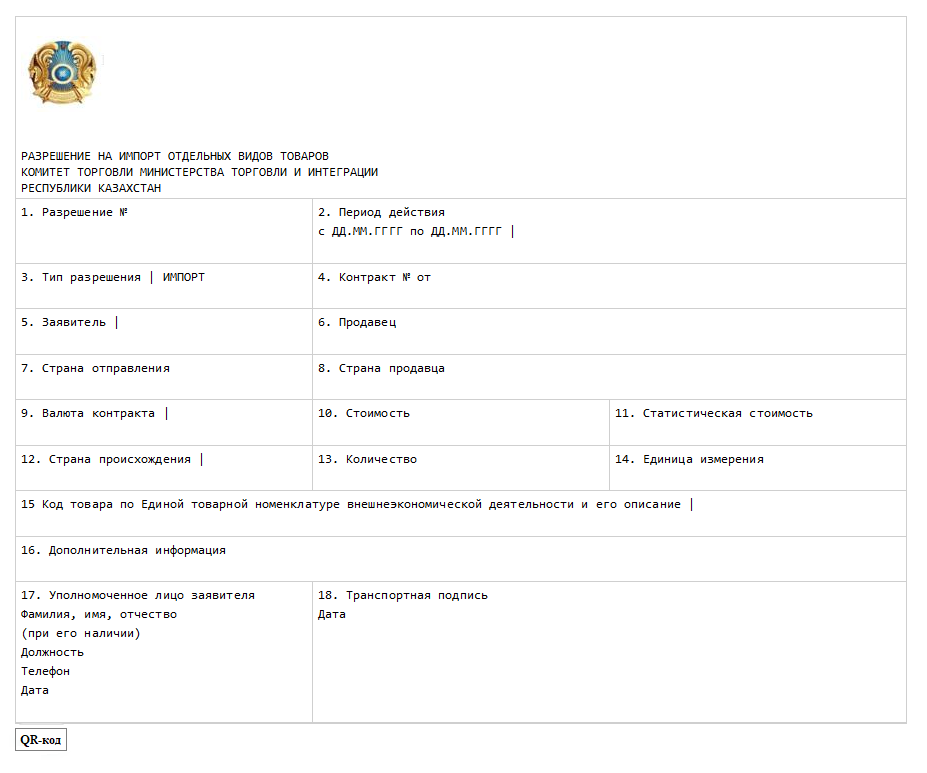 РАЗРЕШЕНИЕ НА ИМПОРТ ОТДЕЛЬНЫХ ВИДОВ ТОВАРОВ
КОМИТЕТ ТОРГОВЛИ МИНИСТЕРСТВА ТОРГОВЛИ И ИНТЕГРАЦИИ
РЕСПУБЛИКИ КАЗАХСТАН
1. Разрешение №
2. Период действия
с ДД.ММ.ГГГГ по ДД.ММ.ГГГГ |
3. Тип разрешения | ИМПОРТ
4. Контракт № от
5. Заявитель |
6. Продавец
7. Страна отправления
8. Страна продавца
9. Валюта контракта |
10. Стоимость
11. Статистическая стоимость
12. Страна происхождения |
13. Количество
14. Единица измерения
15 Код товара по Единой товарной номенклатуре внешнеэкономической деятельности и его описание |
16. Дополнительная информация
17. Уполномоченное лицо заявителя
Фамилия, имя, отчество
(при его наличии)
Должность
Телефон
Дата
18. Транспортная подпись
Дата
QR-код